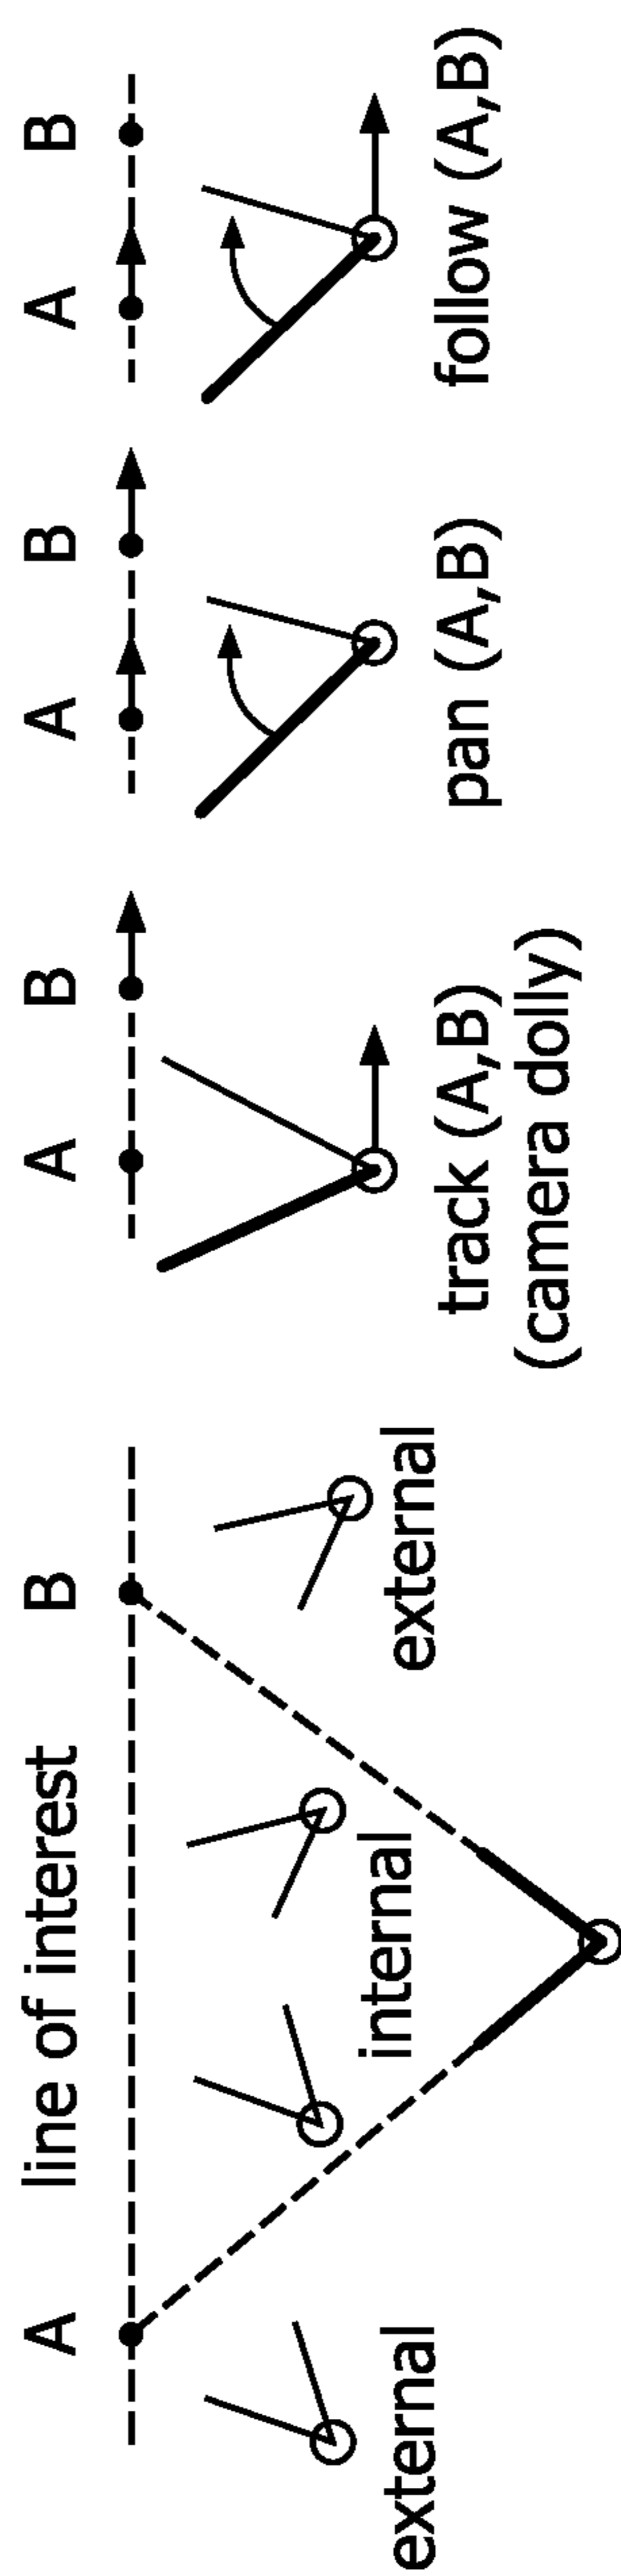 A line of interest B
external
internal
external
A B
track (A,B)
(camera dolly)
A B
pan (A,B)
A B
follow (A,B)